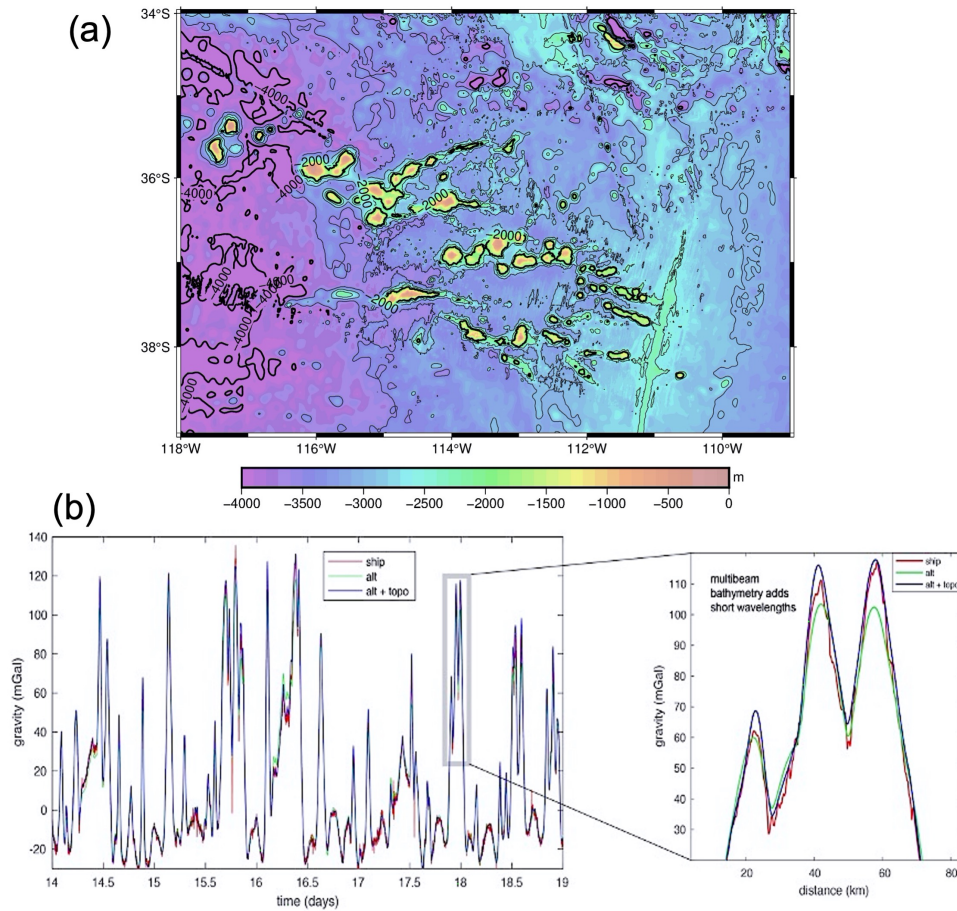 (a)
34°S
36°S
38°S
118°W 116°W 114°W 112°W 110°W
-4000
-4000
-4000
-4000
-4000
-4000
-4000
2000
2000
2000
m
−4000 −3500 −3000 −2500 −2000 −1500 −1000 −500 0
(b)
140
120
100
80
60
40
20
0
-20
gravity (mGal)
14 14.5 15 15.5 16 16.5 17 17.5 18 18.5 19
time (days)
ship
alt
alt + topo
multibeam
bathymetry adds
short wavelengths
ship
alt
alt + topo
110
100
90
80
70
60
50
40
30
gravity (mGal)
20 40 60 80
distance (km)